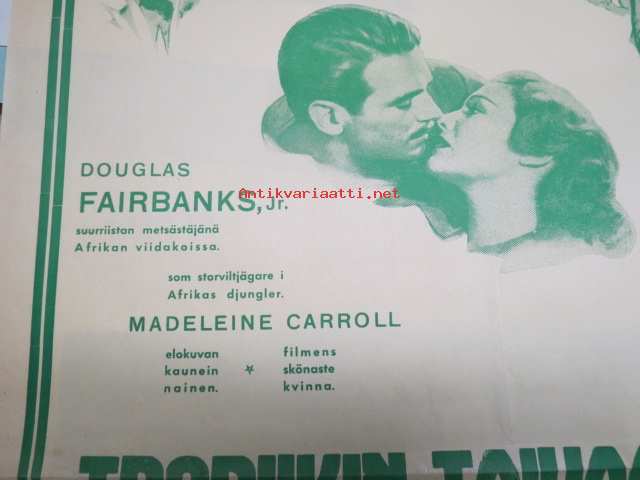 DOUGLAS
FAIRBANKS, Jr.
suurriistan metsästäjänä
Afrikan viidakoissa.
som storviltjägare i
Afrikas djungler.
MADELEINE CARROLL
elokuvan
kaunein
nainen.
filmens
skönaste
kvinna.
Antikvariaatti.net
TROPIIKIN